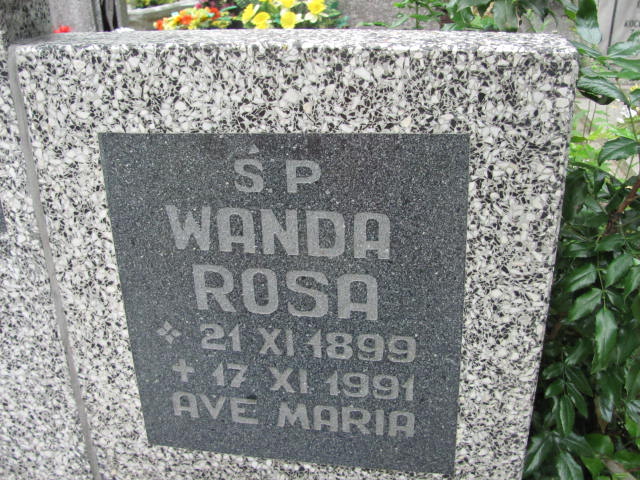 Ś P
WANDA
ROSA
* 21 XI 1899
+ 17 XI 1991
AVE MARIA